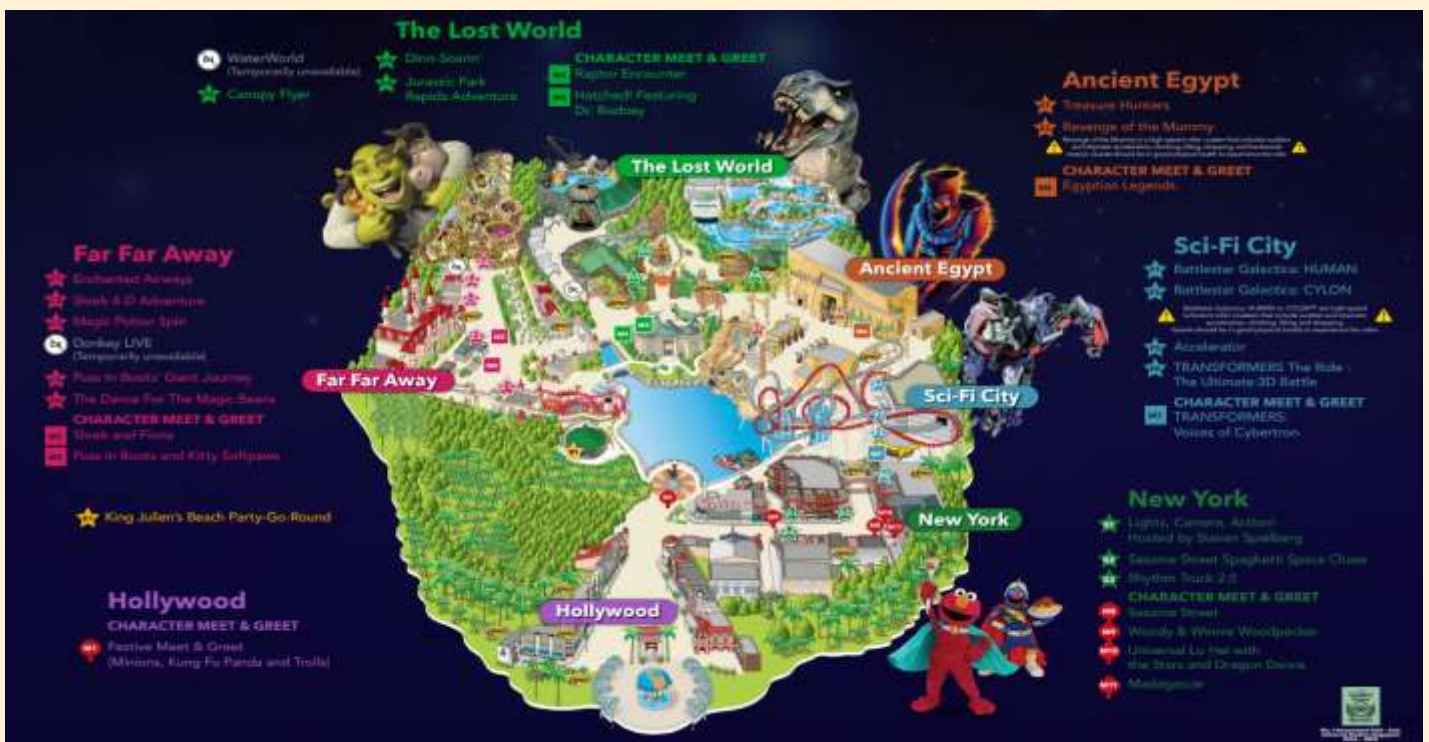 The Lost World
WaterWorld
(Temporarily unavailable)
Canopy Flyer
Dino-Soarin'
Jurassic Park
Rapids Adventure
CHARACTER MEET & GREET
Raptor Encounter
Hatched! Featuring
Dr. Rodney
Ancient Egypt
Treasure Hunters
Revenge of the Mummy
CHARACTER MEET & GREET
Egyptian Legends
The Lost World
Ancient Egypt
Far Far Away
Sci-Fi City
New York
Hollywood
Far Far Away
Enchanted Airways
Shrek 4-D Adventure
Magic Potion Spin
Donkey LIVE
(Temporarily unavailable)
Puss In Boots' Giant Journey
The Dance For The Magic Beans
CHARACTER MEET & GREET
Shrek and Fiona
Puss in Boots and Kitty Softpaws
King Julien's Beach Party-Go-Round
Hollywood
CHARACTER MEET & GREET
Festive Meet & Greet
(Minions, Kung Fu Panda and Trolls)
Sci-Fi City
Battlestar Galactica: HUMAN
Battlestar Galactica: CYLON
Accelerator
TRANSFORMERS The Ride :
The Ultimate 3D Battle
CHARACTER MEET & GREET
TRANSFORMERS:
Voices of Cybertron
New York
Lights, Camera, Action!
Hosted by Steven Spielberg
Sesame Street Spaghetti Space Chase
Rhythm Truck 2.0
CHARACTER MEET & GREET
Sesame Street
Woody & Winnie Woodpecker
Universal Lo Hei with
the Stars and Dragon Dance
Madagascar